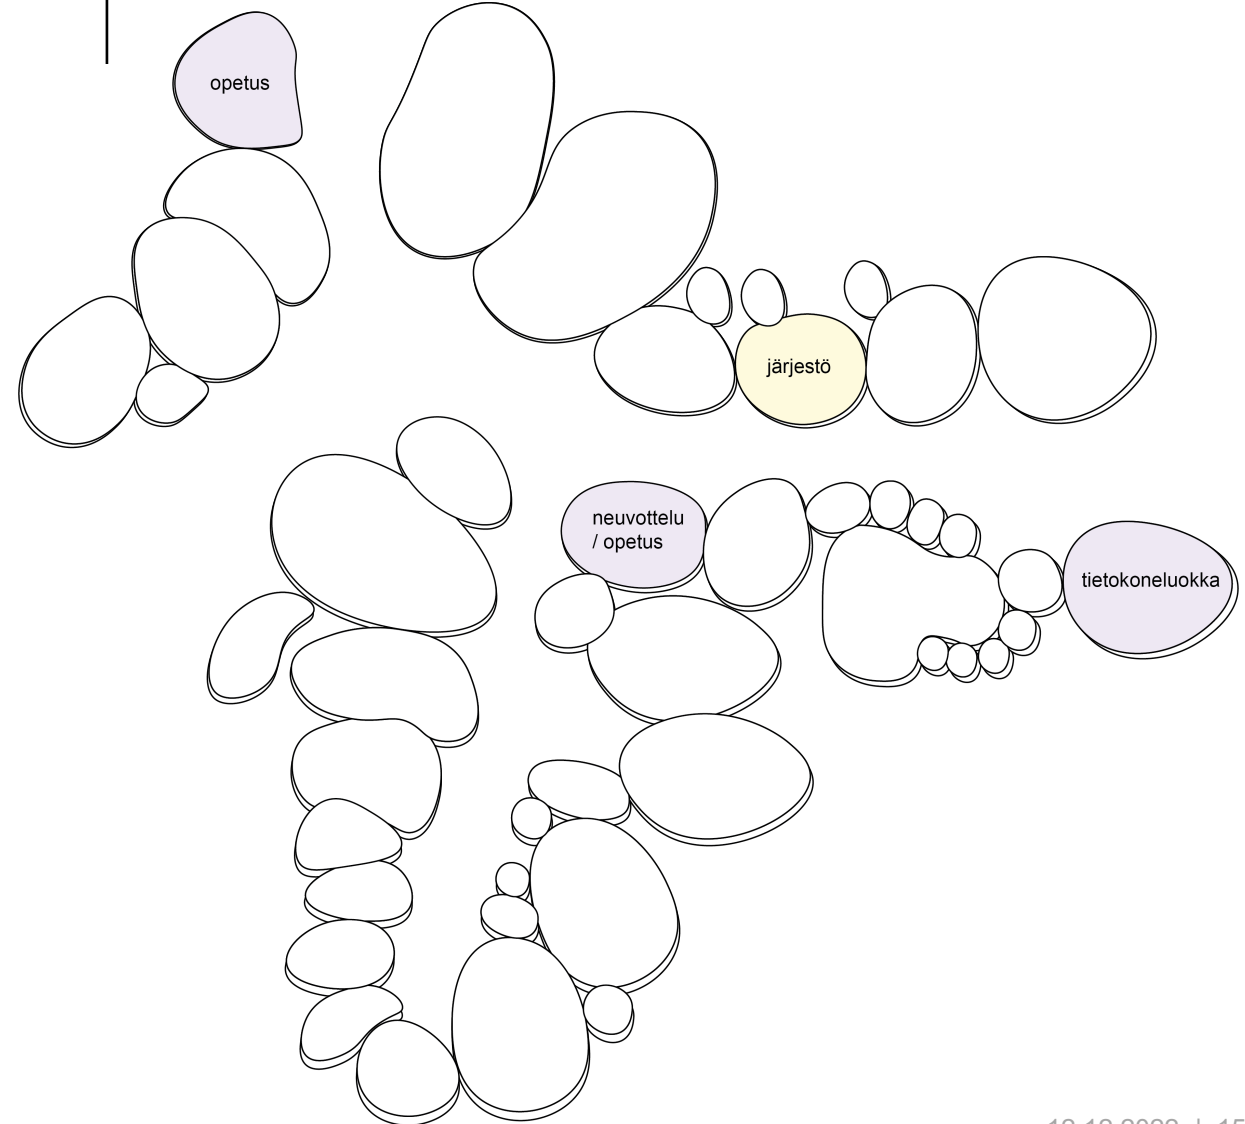 opetus
järjestö
neuvottelu
/ opetus
tietokoneluokka